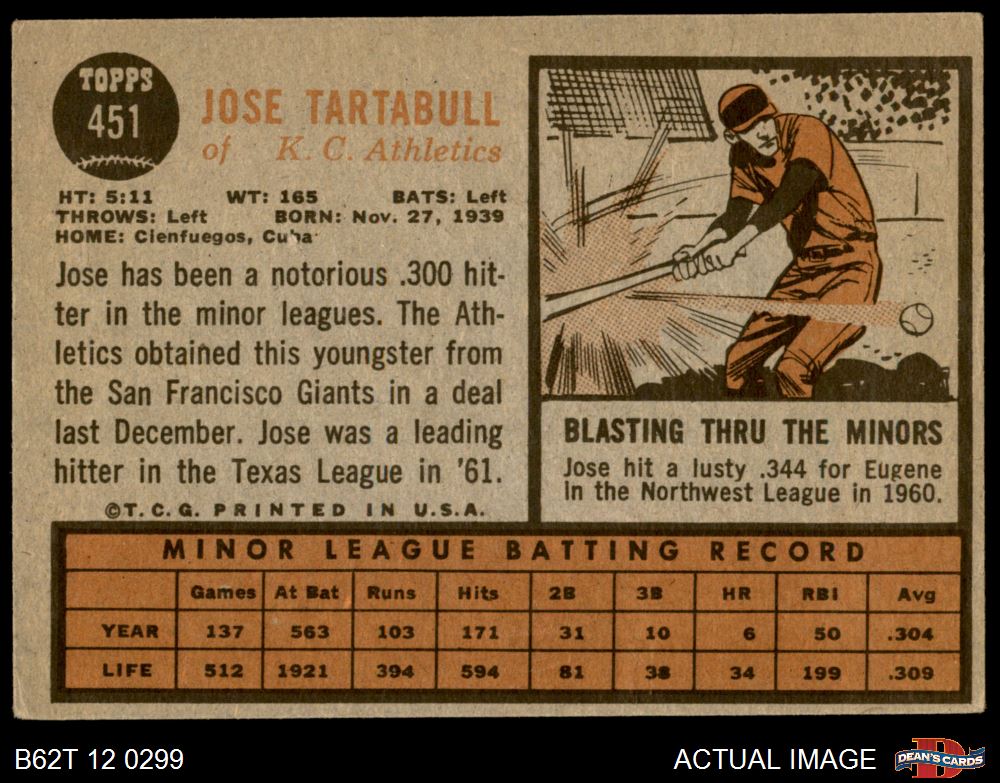 TOPPS
451
JOSE TARTABULL
of K. C. Athletics
HT: 5:11 WT: 165 BATS: Left
THROWS: Left BORN: Nov. 27, 1939
HOME: Cienfuegos, Cuba
Jose has been a notorious .300 hit-
ter in the minor leagues. The Ath-
letics obtained this youngster from
the San Francisco Giants in a deal
last December. Jose was a leading
hitter in the Texas League in '61.
©T. C. G. PRINTED IN U.S.A.
BLASTING THRU THE MINORS
Jose hit a lusty .344 for Eugene
in the Northwest League in 1960.
MINOR LEAGUE BATTING RECORD
Games At Bat Runs Hits 2B 3B HR RBI Avg
YEAR 137 563 103 171 31 10 6 50 .304
LIFE 512 1921 394 594 81 38 34 199 .309
B62T 12 0299
ACTUAL IMAGE
D
DEAN'S CARDS